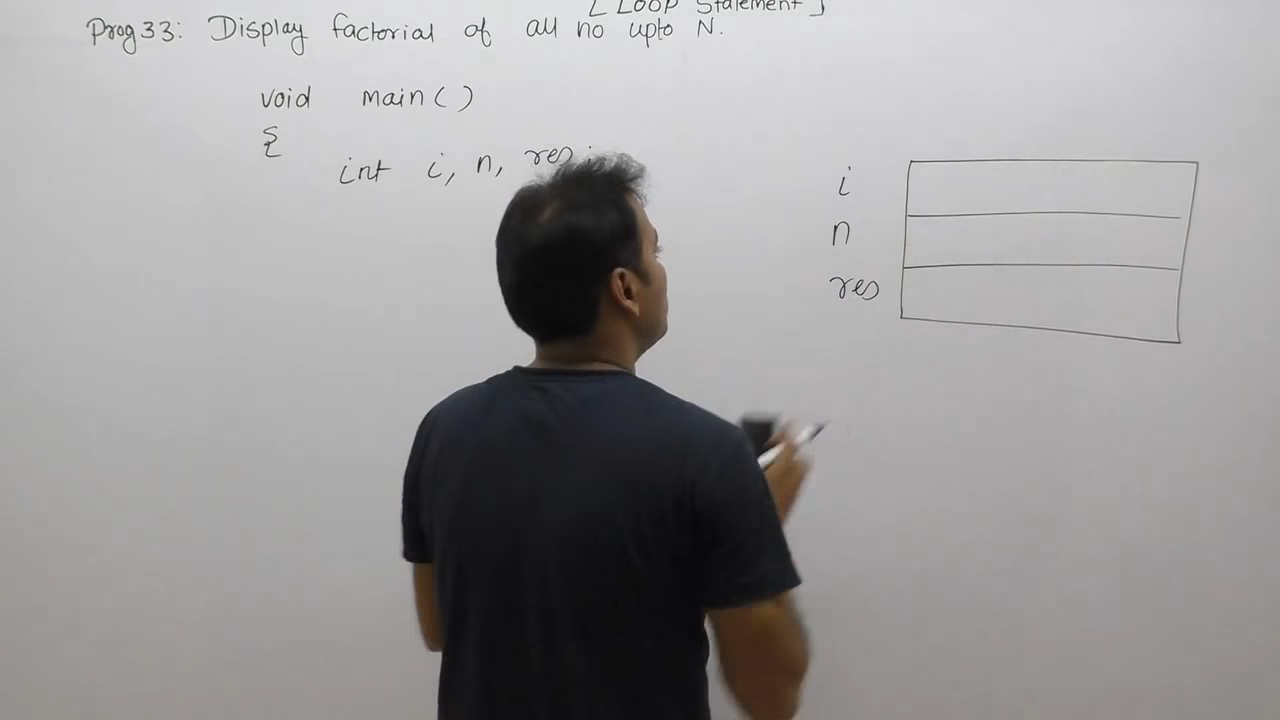 [ Loop Statement ]
Prog 33: Display factorial of all no upto N.
void main( )
{
int i, n, res;
i
n
res